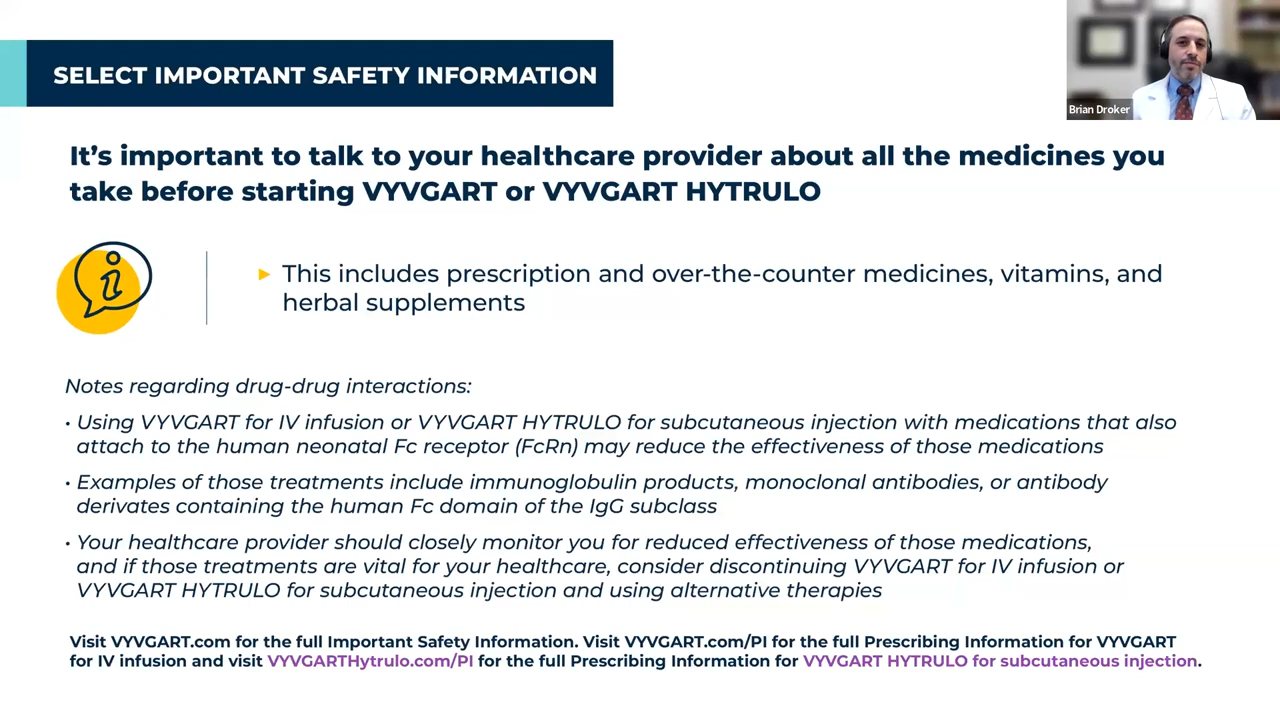 SELECT IMPORTANT SAFETY INFORMATION
Brian Droker
It's important to talk to your healthcare provider about all the medicines you
take before starting VYVGART or VYVGART HYTRULO
This includes prescription and over-the-counter medicines, vitamins, and
herbal supplements
Notes regarding drug-drug interactions:
• Using VYVGART for IV infusion or VYVGART HYTRULO for subcutaneous injection with medications that also
attach to the human neonatal Fc receptor (FcRn) may reduce the effectiveness of those medications
• Examples of those treatments include immunoglobulin products, monoclonal antibodies, or antibody
derivates containing the human Fc domain of the IgG subclass
• Your healthcare provider should closely monitor you for reduced effectiveness of those medications,
and if those treatments are vital for your healthcare, consider discontinuing VYVGART for IV infusion or
VYVGART HYTRULO for subcutaneous injection and using alternative therapies
Visit VYVGART.com for the full Important Safety Information. Visit VYVGART.com/PI for the full Prescribing Information for VYVGART
for IV infusion and visit VYVGARTHytrulo.com/PI for the full Prescribing Information for VYVGART HYTRULO for subcutaneous injection.